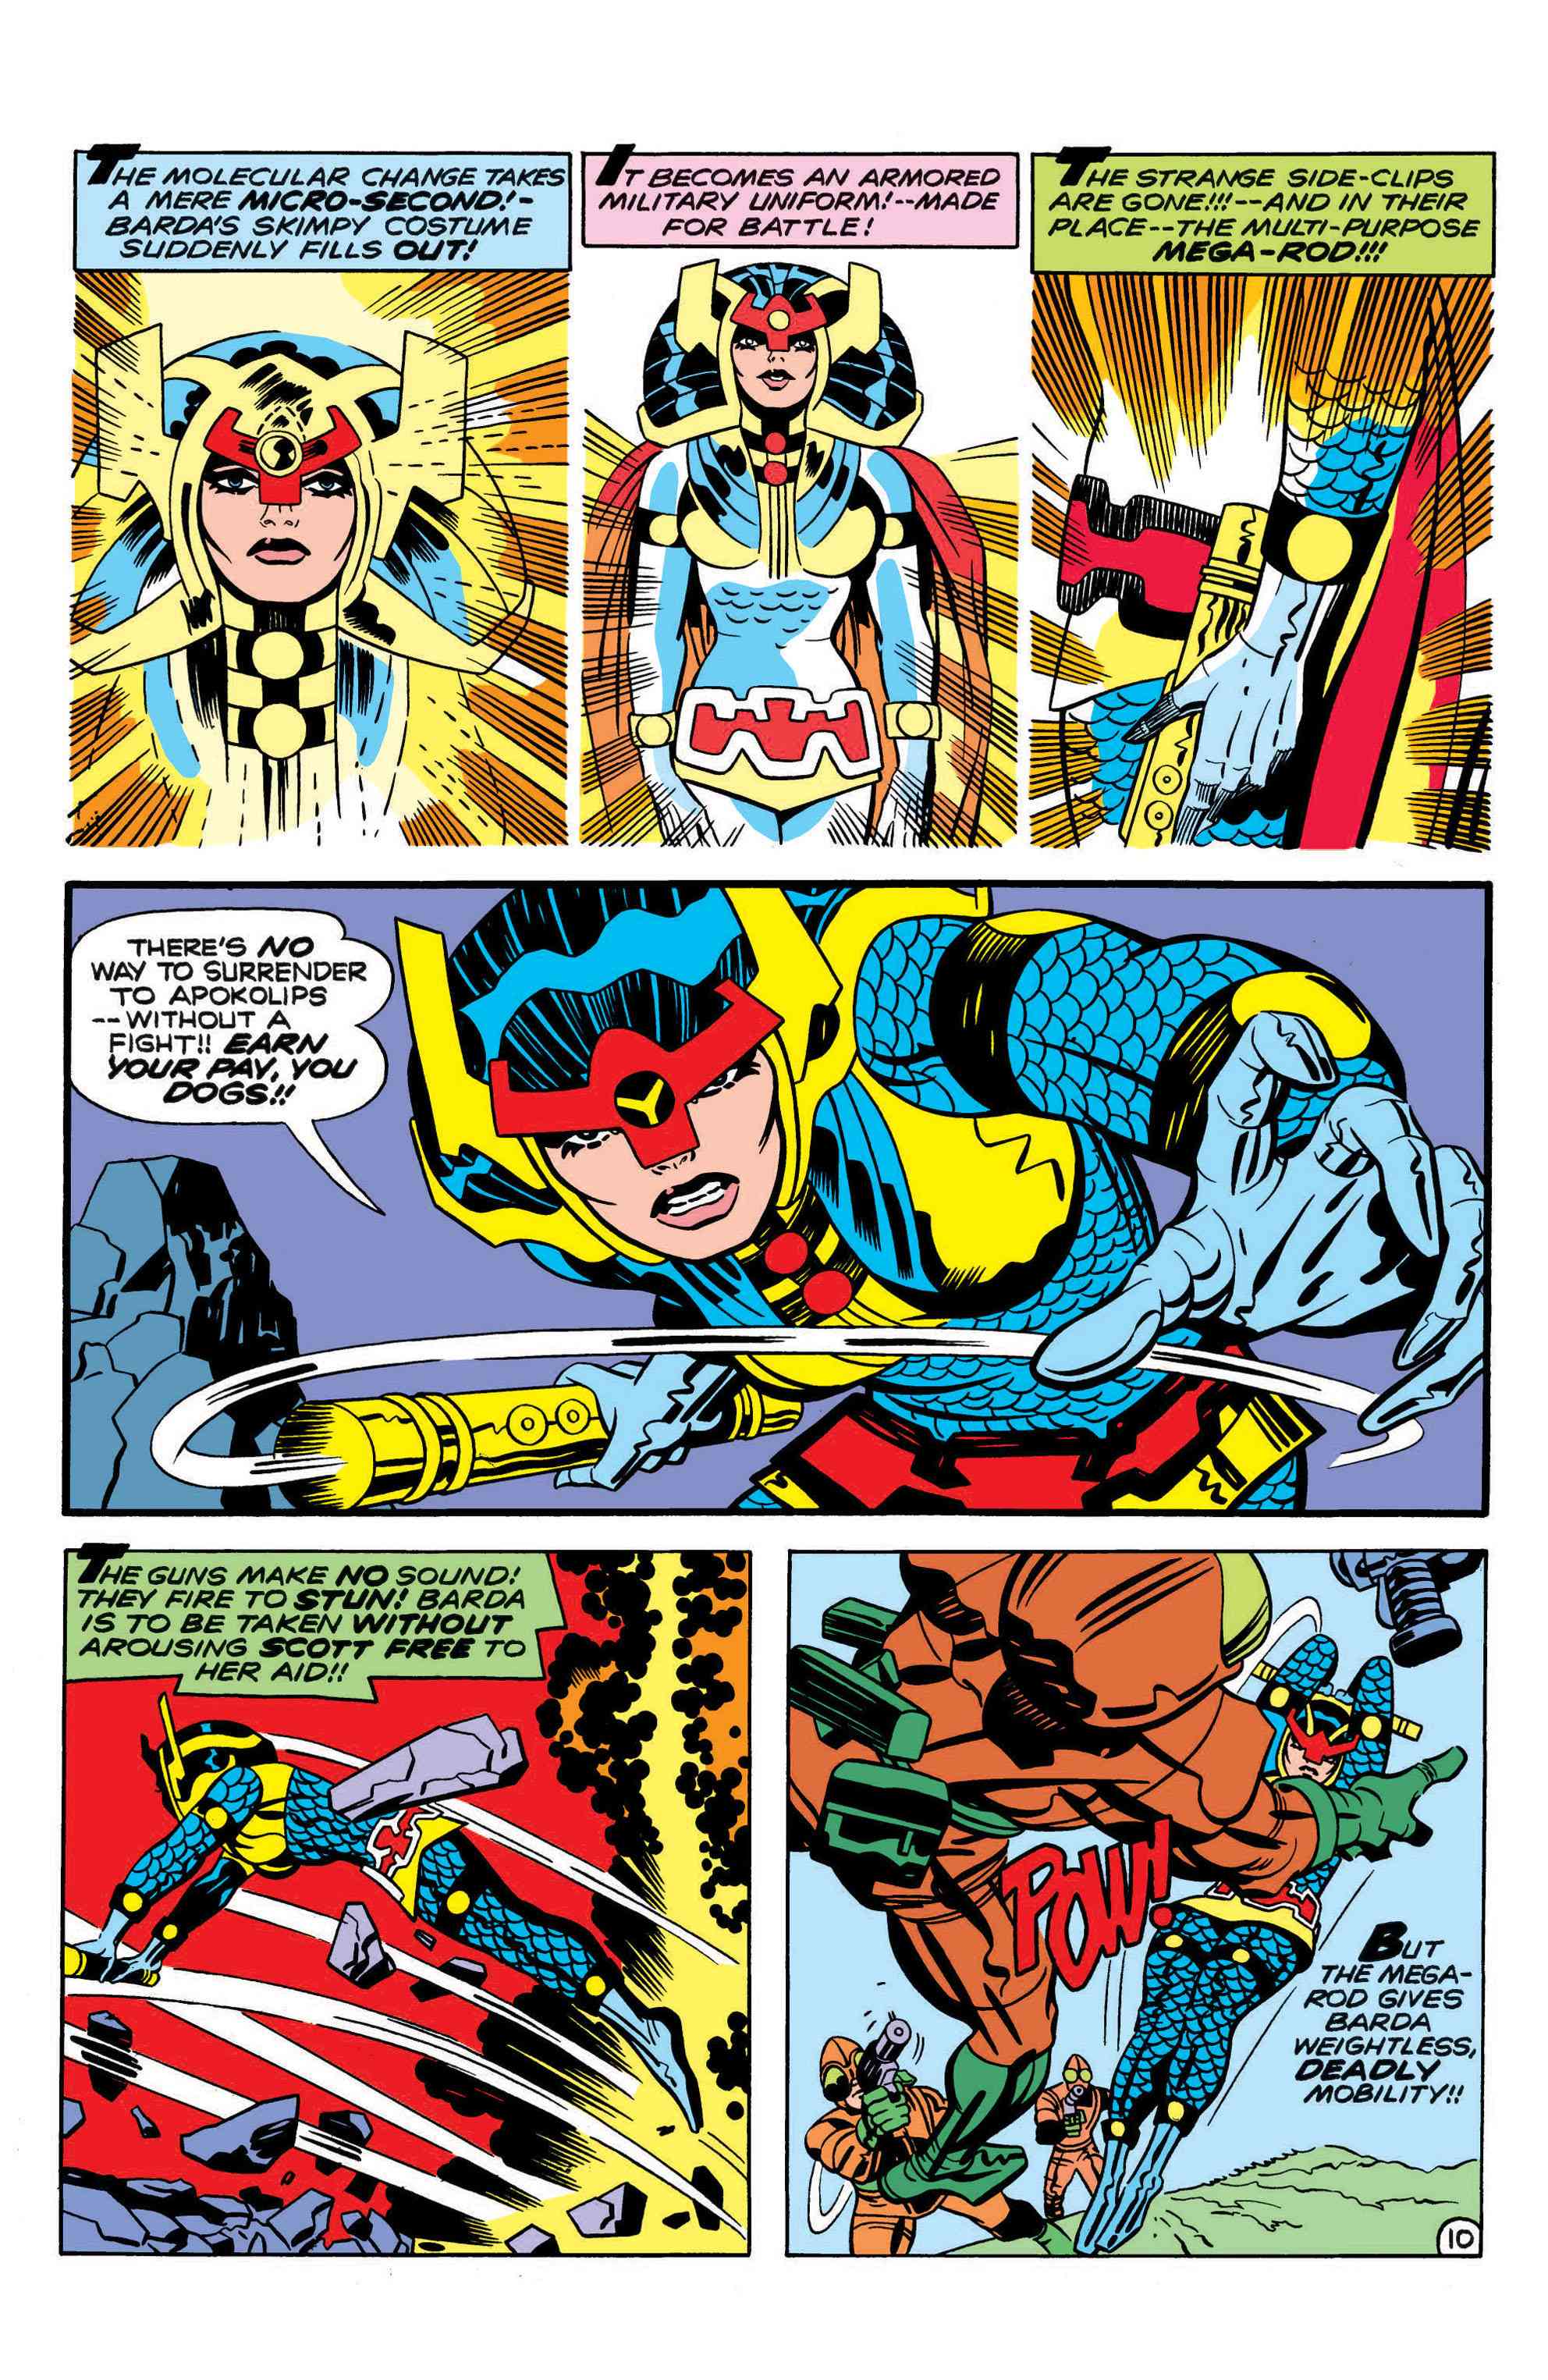 THE MOLECULAR CHANGE TAKES
A MERE MICRO-SECOND!-
BARDA'S SKIMPY COSTUME
SUDDENLY FILLS OUT!
IT BECOMES AN ARMORED
MILITARY UNIFORM!--MADE
FOR BATTLE!
THE STRANGE SIDE-CLIPS
ARE GONE!!!--AND IN THEIR
PLACE--THE MULTI-PURPOSE
MEGA-ROD!!!
THERE'S NO
WAY TO SURRENDER
TO APOKOLIPS
--WITHOUT A
FIGHT!! EARN
YOUR PAY, YOU
DOGS!!
THE GUNS MAKE NO SOUND!
THEY FIRE TO STUN! BARDA
IS TO BE TAKEN WITHOUT
AROUSING SCOTT FREE TO
HER AID!!
POW!
BUT
THE MEGA-
ROD GIVES
BARDA
WEIGHTLESS,
DEADLY
MOBILITY!!
10